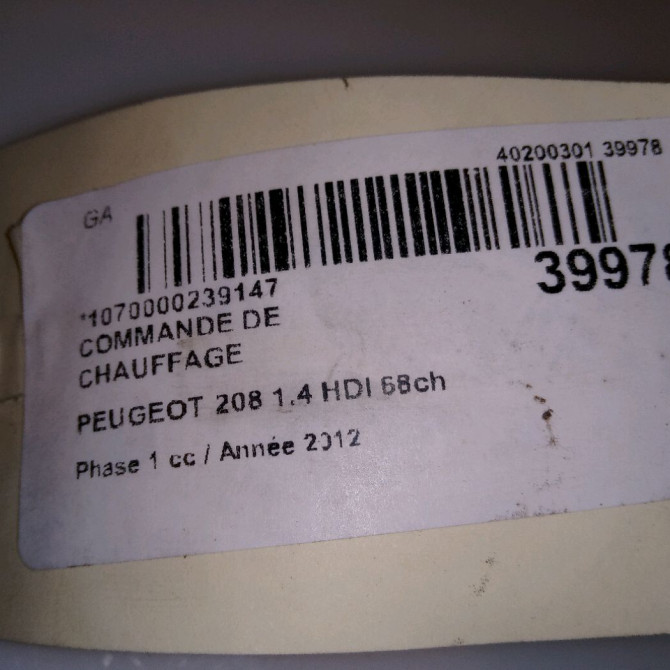 40200301 39978
GA
39978
*1070000239147
COMMANDE DE
CHAUFFAGE
PEUGEOT 208 1.4 HDI 68ch
Phase 1 cc / Année 2012